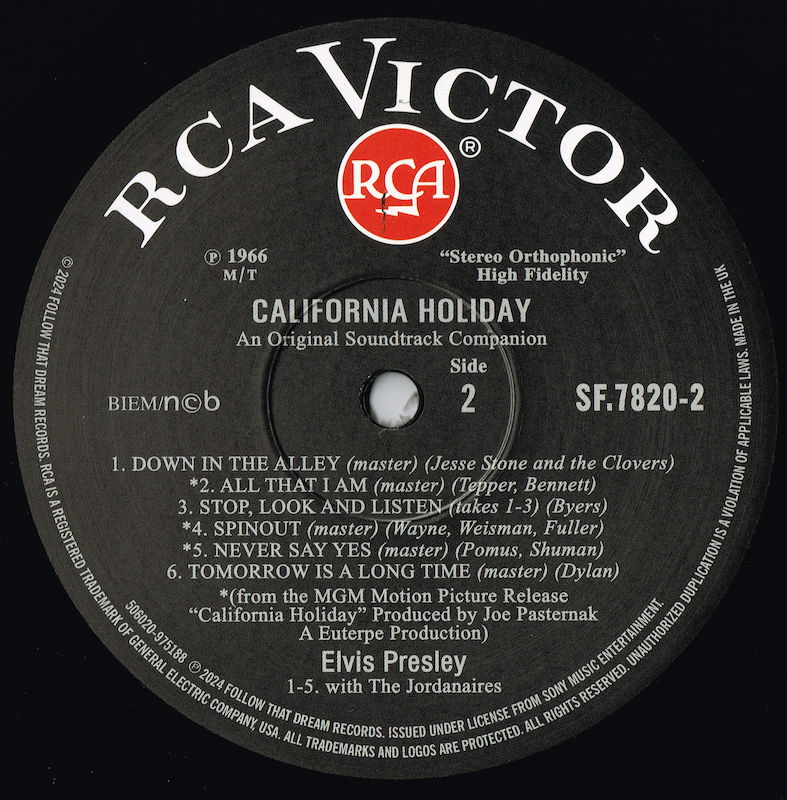 RCA VICTOR
RCA ®
℗ 1966
M/T
"Stereo Orthophonic"
High Fidelity
CALIFORNIA HOLIDAY
An Original Soundtrack Companion
Side
2
BIEM/n©b
SF.7820-2
1. DOWN IN THE ALLEY (master) (Jesse Stone and the Clovers)
*2. ALL THAT I AM (master) (Tepper, Bennett)
3. STOP, LOOK AND LISTEN (takes 1-3) (Byers)
*4. SPINOUT (master) (Wayne, Weisman, Fuller)
*5. NEVER SAY YES (master) (Pomus, Shuman)
6. TOMORROW IS A LONG TIME (master) (Dylan)
*(from the MGM Motion Picture Release
"California Holiday" Produced by Joe Pasternak
A Euterpe Production)
Elvis Presley
1-5. with The Jordanaires
© 2024 FOLLOW THAT DREAM RECORDS. RCA IS A REGISTERED TRADEMARK OF GENERAL ELECTRIC COMPANY, USA. ALL TRADEMARKS AND LOGOS ARE PROTECTED. ALL RIGHTS RESERVED. UNAUTHORIZED DUPLICATION IS A VIOLATION OF APPLICABLE LAWS. MADE IN THE UK
506020-975188 ℗ 2024 FOLLOW THAT DREAM RECORDS. ISSUED UNDER LICENSE FROM SONY MUSIC ENTERTAINMENT.